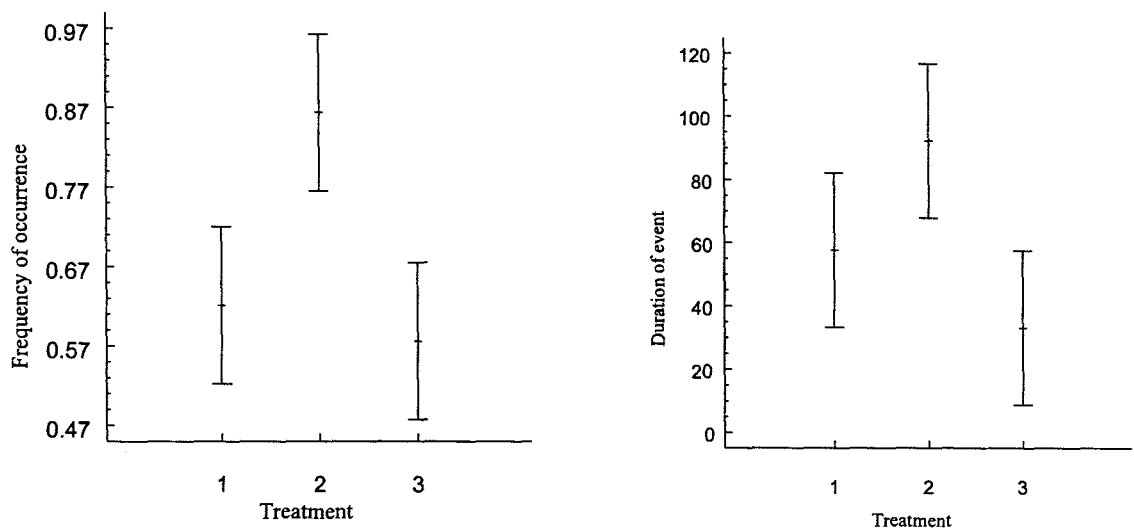 Frequency of occurrence
0.97
0.87
0.77
0.67
0.57
0.47
1 2 3
Treatment
Duration of event
120
100
80
60
40
20
0
1 2 3
Treatment